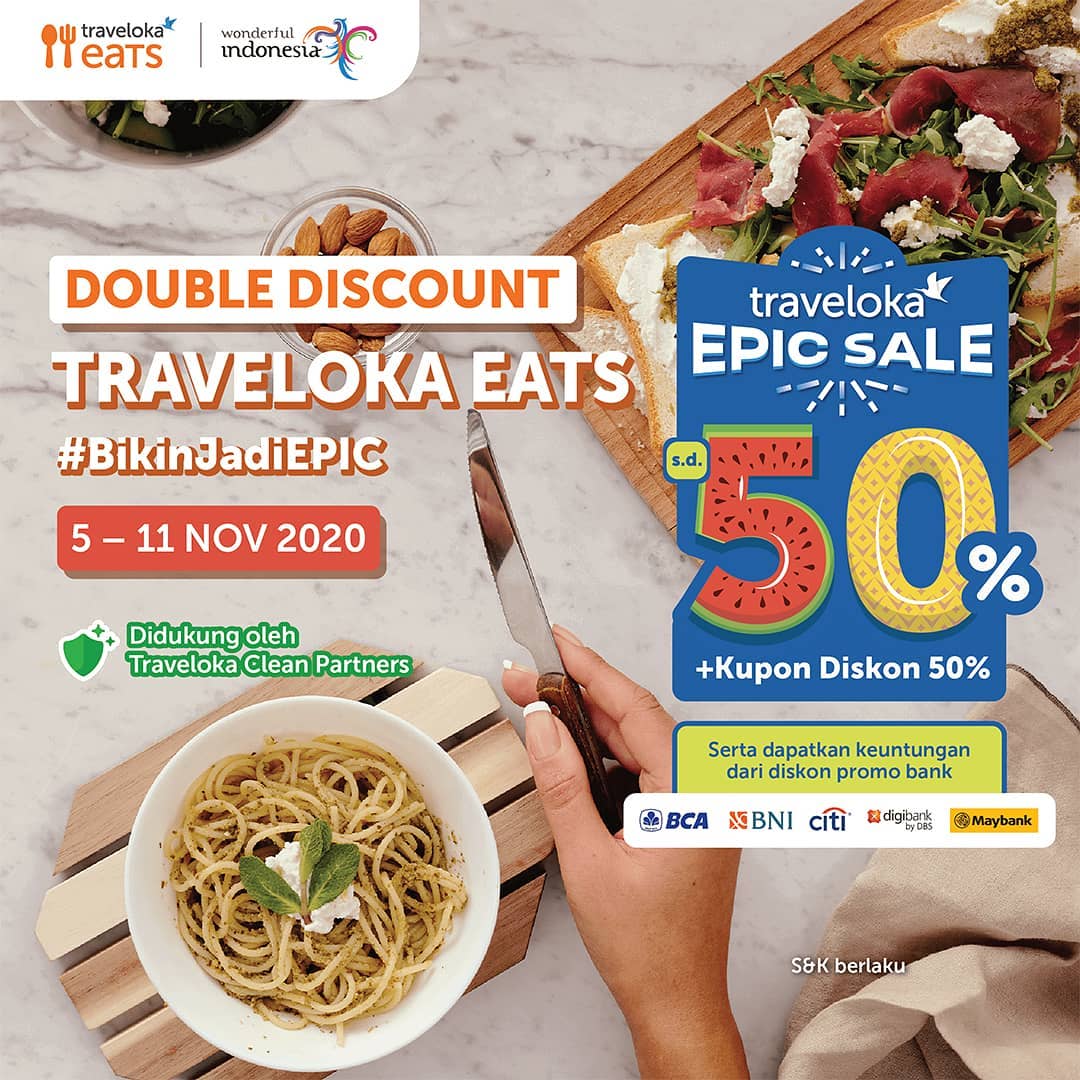 traveloka
eats
wonderful
indonesia
DOUBLE DISCOUNT
TRAVELOKA EATS
#BikinJadiEPIC
5 – 11 NOV 2020
Didukung oleh
Traveloka Clean Partners
traveloka
EPIC SALE
s.d.
50%
+Kupon Diskon 50%
Serta dapatkan keuntungan
dari diskon promo bank
BCA BNI citi digibank by DBS Maybank
S&K berlaku